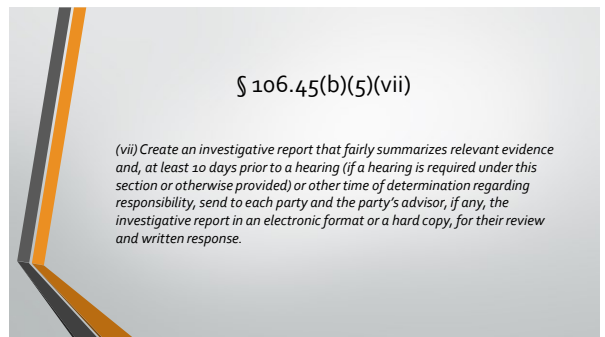 § 106.45(b)(5)(vii)
(vii) Create an investigative report that fairly summarizes relevant evidence
and, at least 10 days prior to a hearing (if a hearing is required under this
section or otherwise provided) or other time of determination regarding
responsibility, send to each party and the party’s advisor, if any, the
investigative report in an electronic format or a hard copy, for their review
and written response.